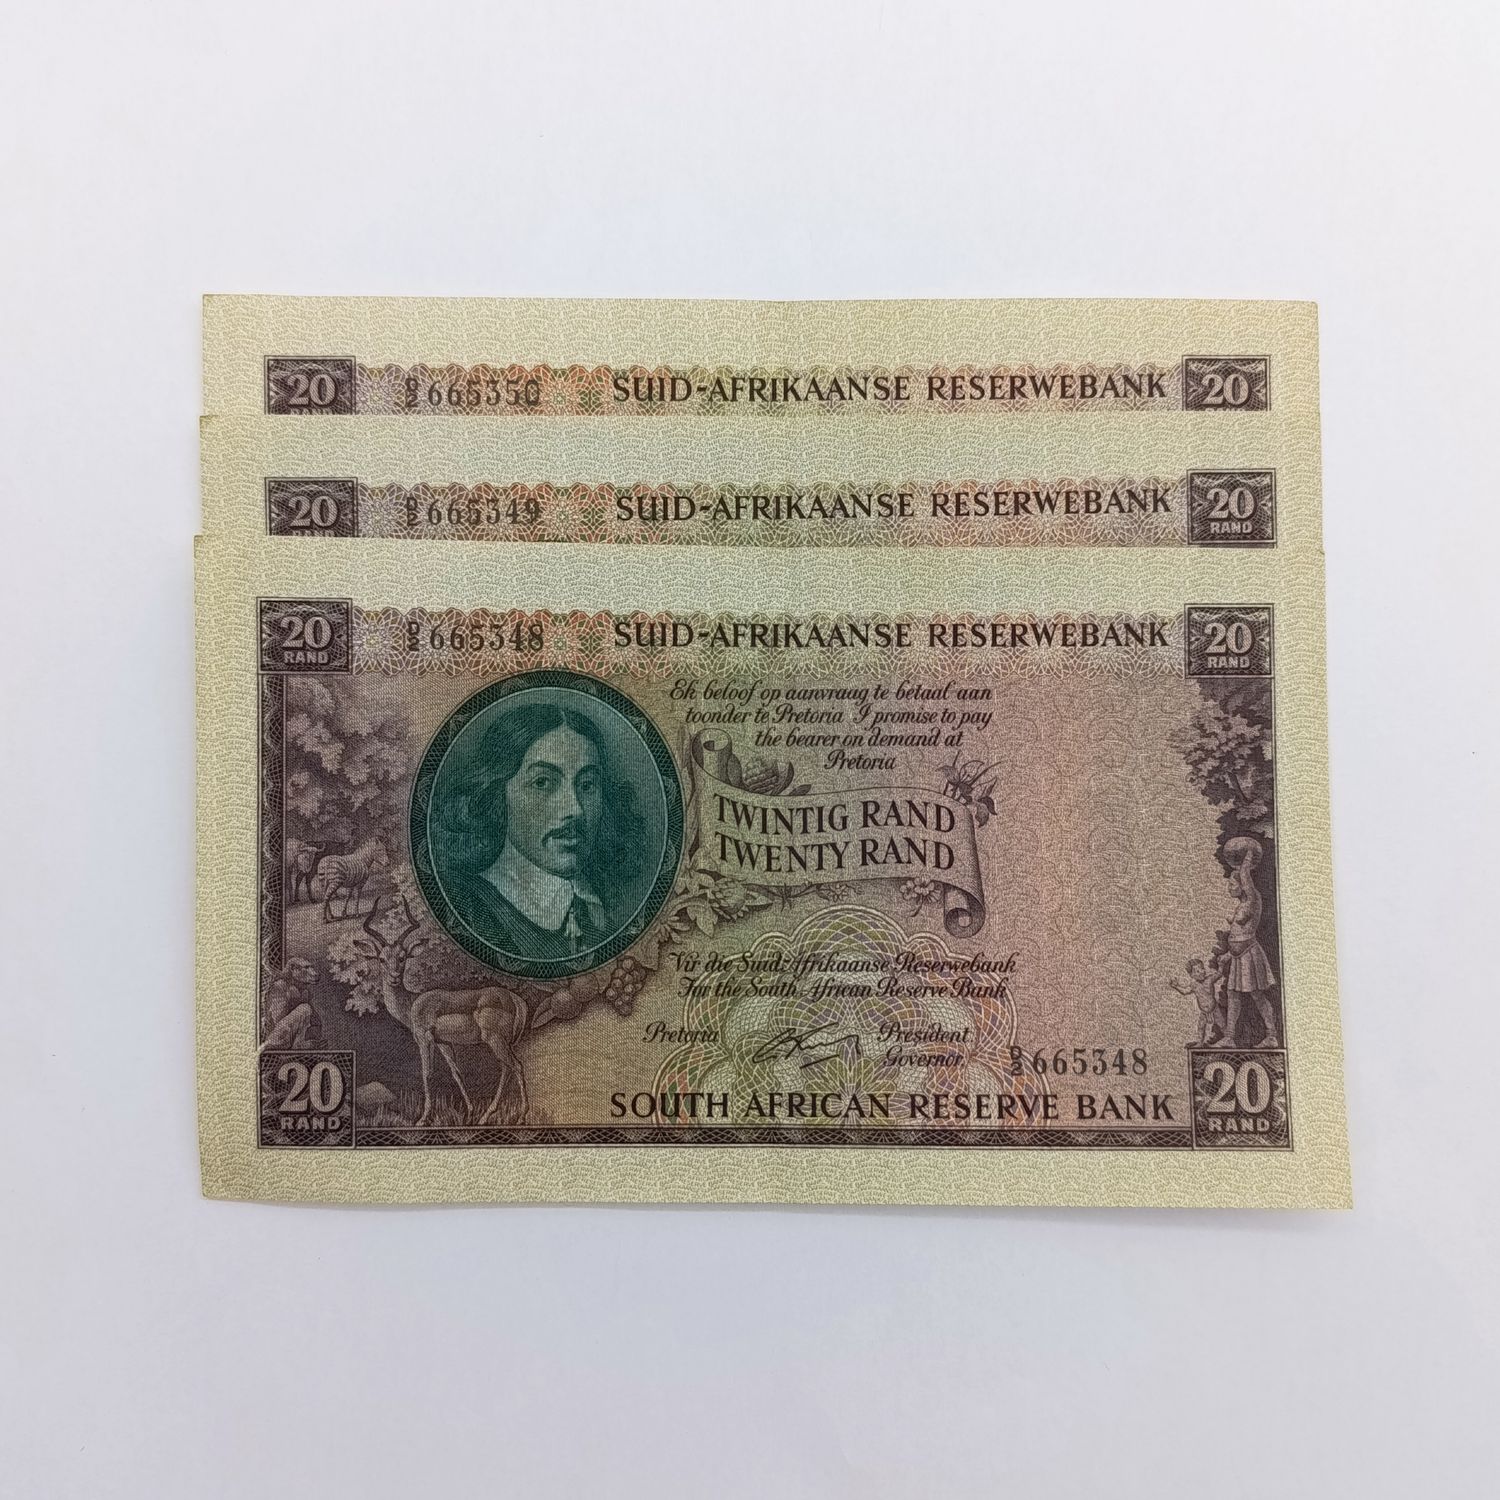 20 D/2 665350 SUID-AFRIKAANSE RESERWEBANK 20
20 D/2 665349 SUID-AFRIKAANSE RESERWEBANK 20
RAND
20 D/2 665348 SUID-AFRIKAANSE RESERWEBANK 20
RAND RAND
Ek beloof op aanvraag te betaal aan
toonder te Pretoria I promise to pay
the bearer on demand at
Pretoria
TWINTIG RAND
TWENTY RAND
Vir die Suid-Afrikaanse Reserwebank
For the South African Reserve Bank
Pretoria President
Governor D/2 665348
20 SOUTH AFRICAN RESERVE BANK 20
RAND RAND